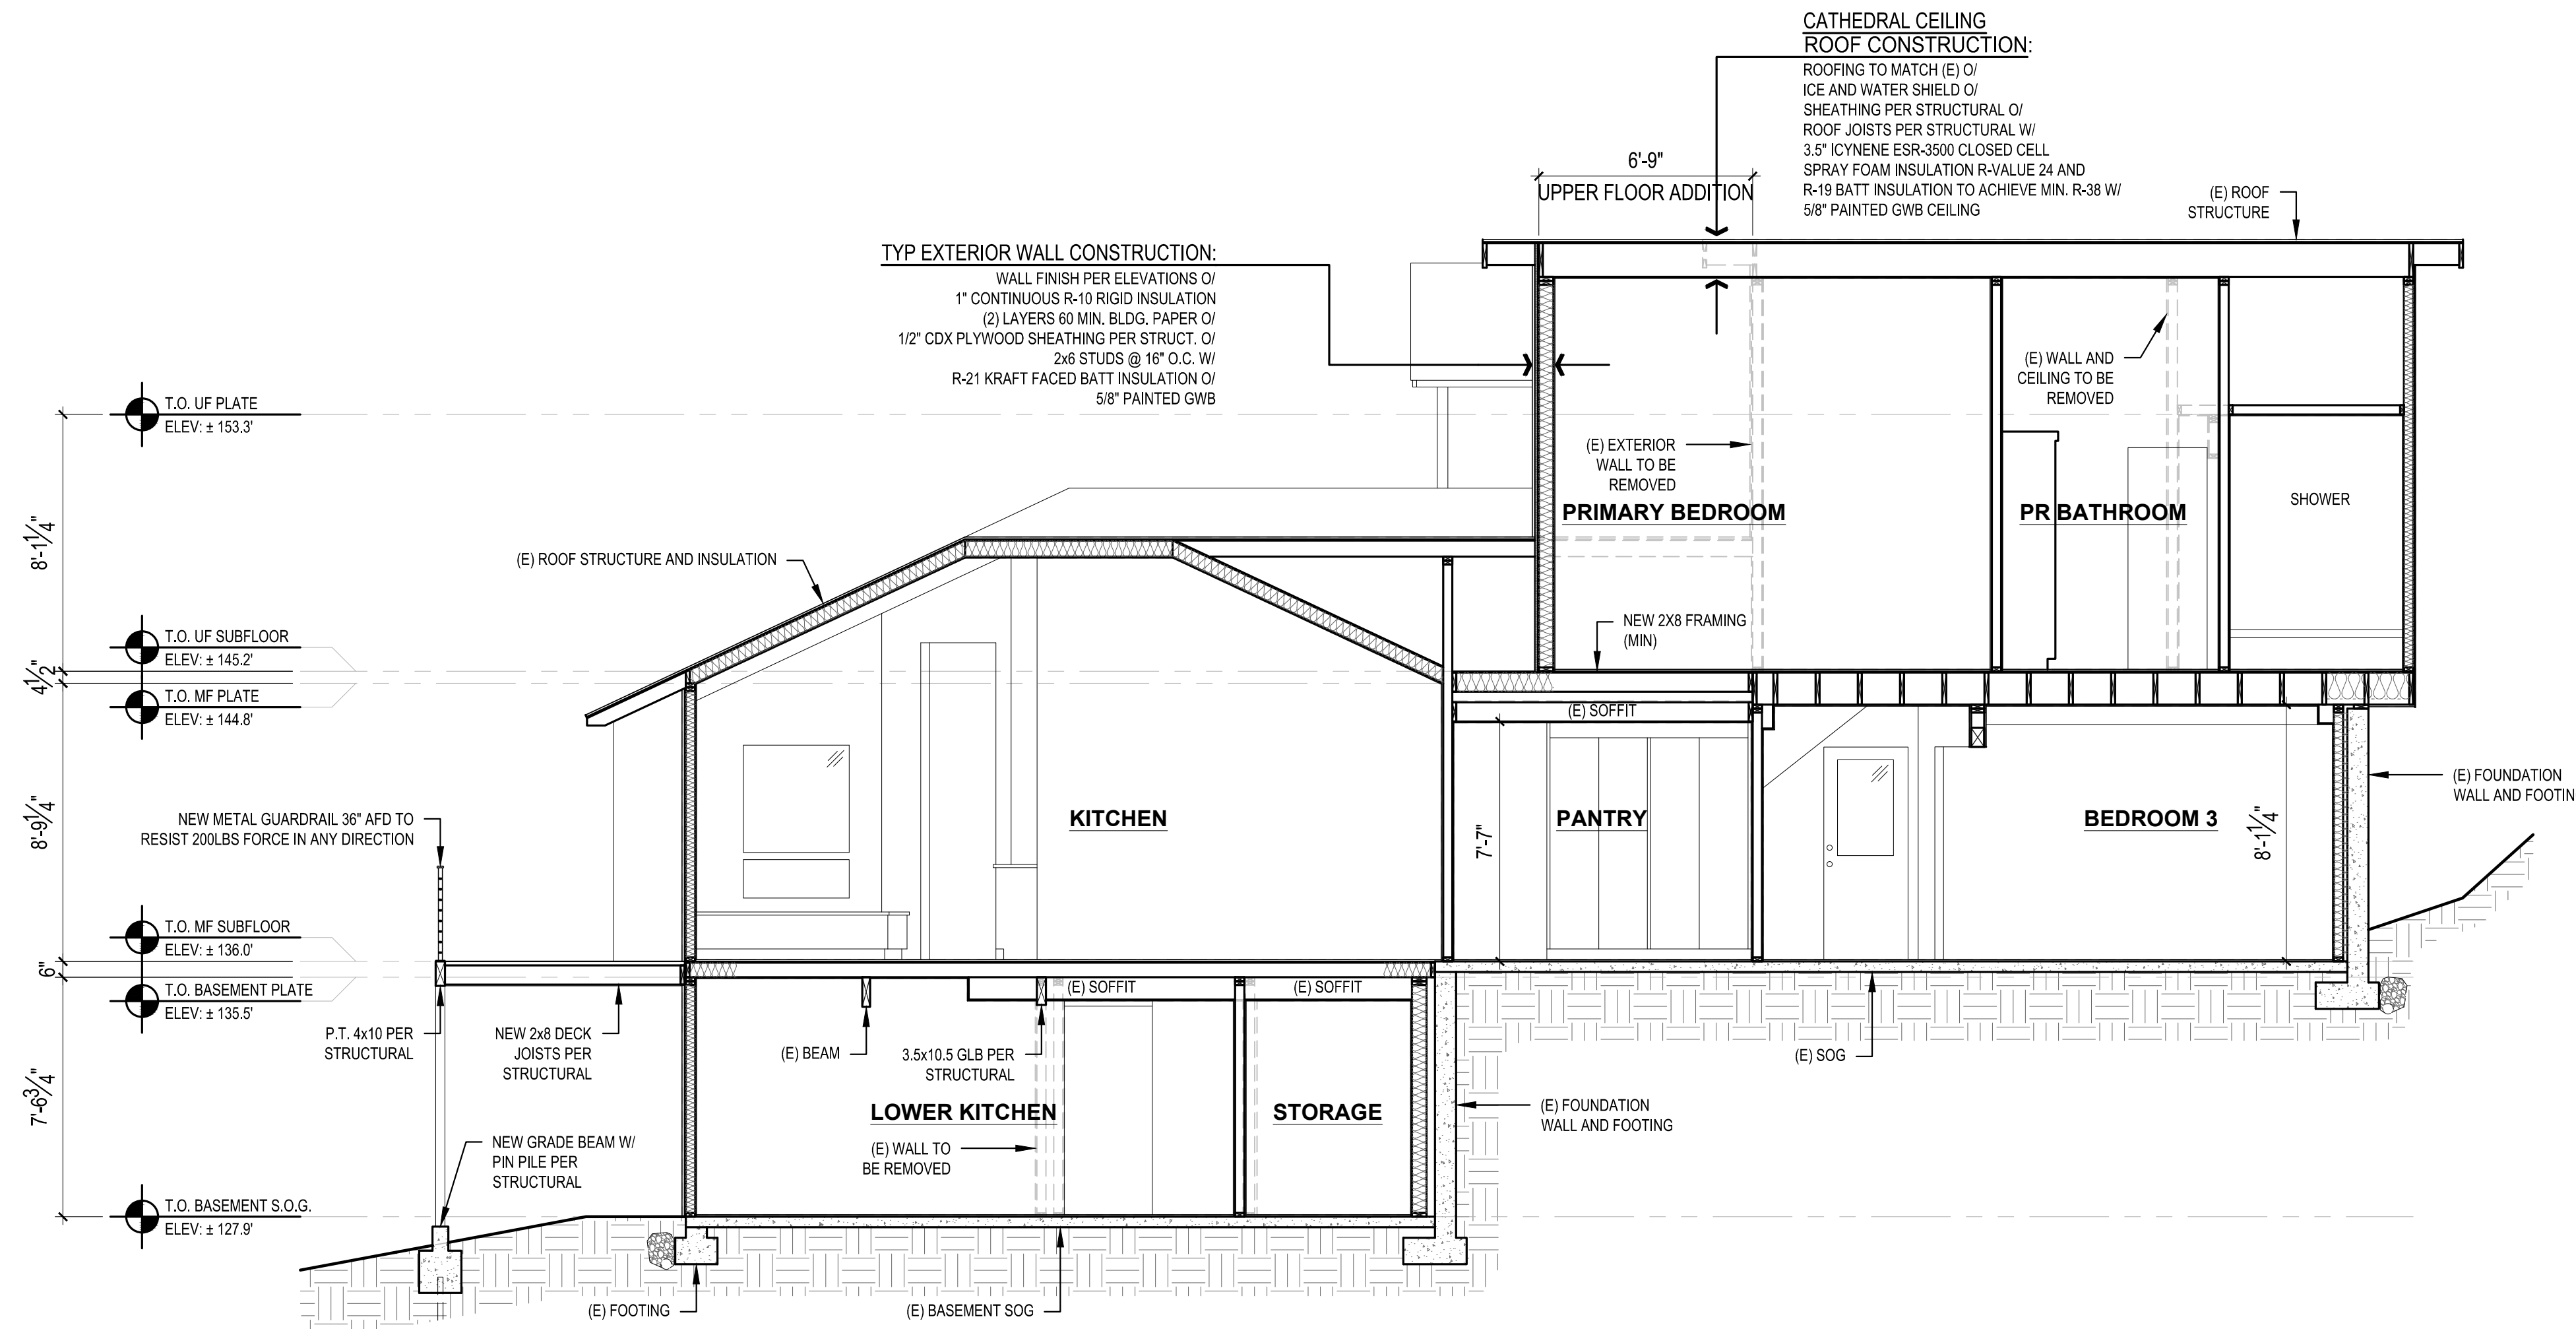 CATHEDRAL CEILING
ROOF CONSTRUCTION:
ROOFING TO MATCH (E) O/
ICE AND WATER SHIELD O/
SHEATHING PER STRUCTURAL O/
ROOF JOISTS PER STRUCTURAL W/
3.5" ICYNENE ESR-3500 CLOSED CELL
SPRAY FOAM INSULATION R-VALUE 24 AND
R-19 BATT INSULATION TO ACHIEVE MIN. R-38 W/
5/8" PAINTED GWB CEILING
6'-9"
UPPER FLOOR ADDITION
(E) ROOF
STRUCTURE
TYP EXTERIOR WALL CONSTRUCTION:
WALL FINISH PER ELEVATIONS O/
1" CONTINUOUS R-10 RIGID INSULATION
(2) LAYERS 60 MIN. BLDG. PAPER O/
1/2" CDX PLYWOOD SHEATHING PER STRUCT. O/
2x6 STUDS @ 16" O.C. W/
R-21 KRAFT FACED BATT INSULATION O/
5/8" PAINTED GWB
(E) WALL AND
CEILING TO BE
REMOVED
T.O. UF PLATE
ELEV: ± 153.3'
(E) EXTERIOR
WALL TO BE
REMOVED
PRIMARY BEDROOM
PR BATHROOM
SHOWER
8'-1 1/4"
(E) ROOF STRUCTURE AND INSULATION
NEW 2X8 FRAMING
(MIN)
T.O. UF SUBFLOOR
ELEV: ± 145.2'
4 1/2"
T.O. MF PLATE
ELEV: ± 144.8'
(E) SOFFIT
(E) FOUNDATION
WALL AND FOOTIN
8'-9 1/4"
NEW METAL GUARDRAIL 36" AFD TO
RESIST 200LBS FORCE IN ANY DIRECTION
KITCHEN
7'-7"
PANTRY
BEDROOM 3
8'-1 1/4"
T.O. MF SUBFLOOR
ELEV: ± 136.0'
6"
T.O. BASEMENT PLATE
ELEV: ± 135.5'
(E) SOFFIT
(E) SOFFIT
P.T. 4x10 PER
STRUCTURAL
NEW 2x8 DECK
JOISTS PER
STRUCTURAL
(E) BEAM
3.5x10.5 GLB PER
STRUCTURAL
(E) SOG
7'-6 3/4"
LOWER KITCHEN
STORAGE
(E) FOUNDATION
WALL AND FOOTING
NEW GRADE BEAM W/
PIN PILE PER
STRUCTURAL
(E) WALL TO
BE REMOVED
T.O. BASEMENT S.O.G.
ELEV: ± 127.9'
(E) FOOTING
(E) BASEMENT SOG